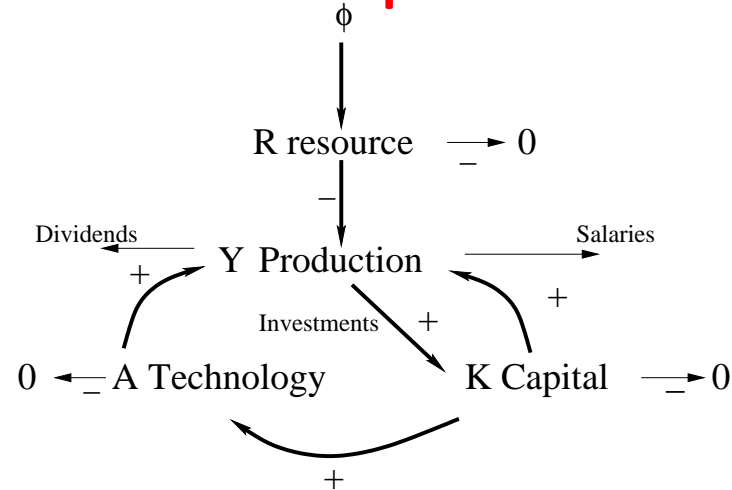 ϕ
R resource
− 0
−
Dividends
Salaries
Y Production
+
+
Investments +
0 − A Technology
K Capital − 0
+